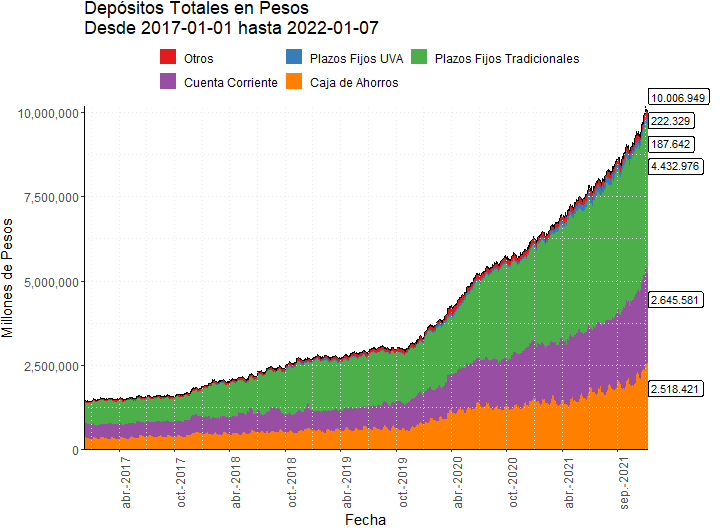 Depósitos Totales en Pesos
Desde 2017-01-01 hasta 2022-01-07
Otros
Plazos Fijos UVA
Plazos Fijos Tradicionales
Cuenta Corriente
Caja de Ahorros
10.006.949
222.329
187.642
4.432.976
2.645.581
2.518.421
10,000,000
7,500,000
5,000,000
2,500,000
0
Millones de Pesos
abr.-2017
oct.-2017
abr.-2018
oct.-2018
abr.-2019
oct.-2019
abr.-2020
oct.-2020
abr.-2021
sep.-2021
Fecha